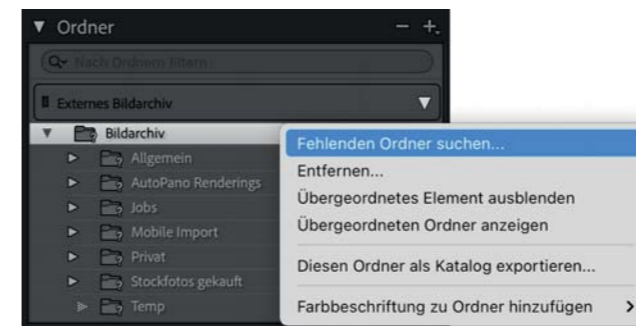 Ordner
Nach Ordnern filtern
Externes Bildarchiv
Bildarchiv
Allgemein
AutoPano Renderings
Jobs
Mobile Import
Privat
Stockfotos gekauft
Temp
Fehlenden Ordner suchen...
Entfernen...
Übergeordnetes Element ausblenden
Übergeordneten Ordner anzeigen
Diesen Ordner als Katalog exportieren...
Farbbeschriftung zu Ordner hinzufügen